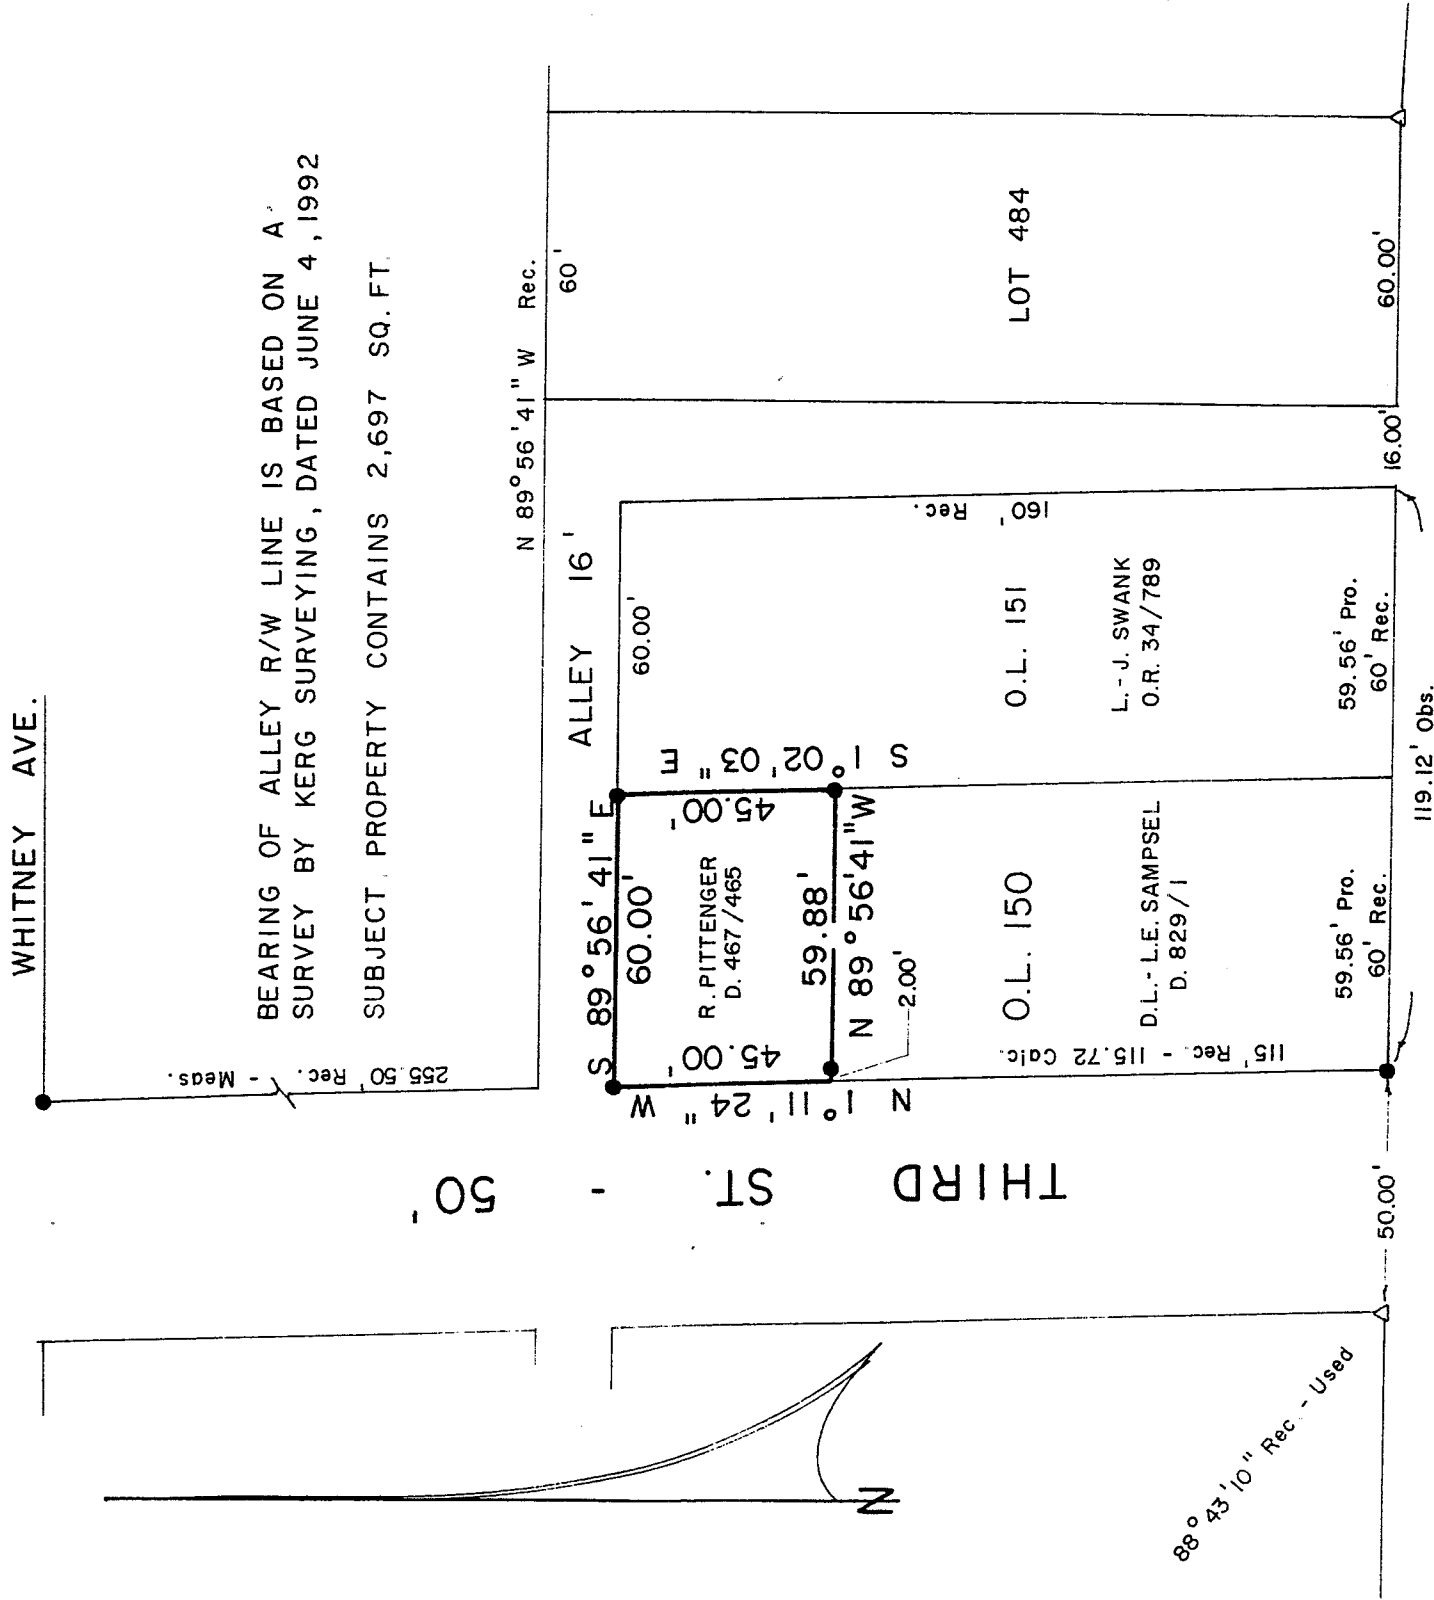 WHITNEY AVE.
BEARING OF ALLEY R/W LINE IS BASED ON A
SURVEY BY KERG SURVEYING, DATED JUNE 4, 1992
SUBJECT PROPERTY CONTAINS 2,697 SQ. FT.
255.50' Rec. - Meas.
N 89° 56' 41" W Rec.
60'
ALLEY 16'
S 89° 56' 41" E
60.00'
60.00'
45.00'
R. PITTENGER
D. 467/465
45.00'
S 1° 02' 03" E
N 1° 11' 24" W
59.88'
N 89° 56' 41" W
2.00'
THIRD ST. - 50'
O.L. 150
D.L.- L.E. SAMPSEL
D. 829/1
115' Rec. - 115.72 Calc.
59.56' Pro.
60' Rec.
O.L. 151
L.- J. SWANK
O.R. 34/789
160' Rec.
59.56' Pro.
60' Rec.
LOT 484
60.00'
16.00'
119.12' Obs.
50.00'
88° 43' 10" Rec. - Used
N